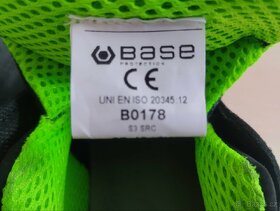 BASE
PROTECTION
CE
UNI EN ISO 20345:12
B0178
S3 SRC